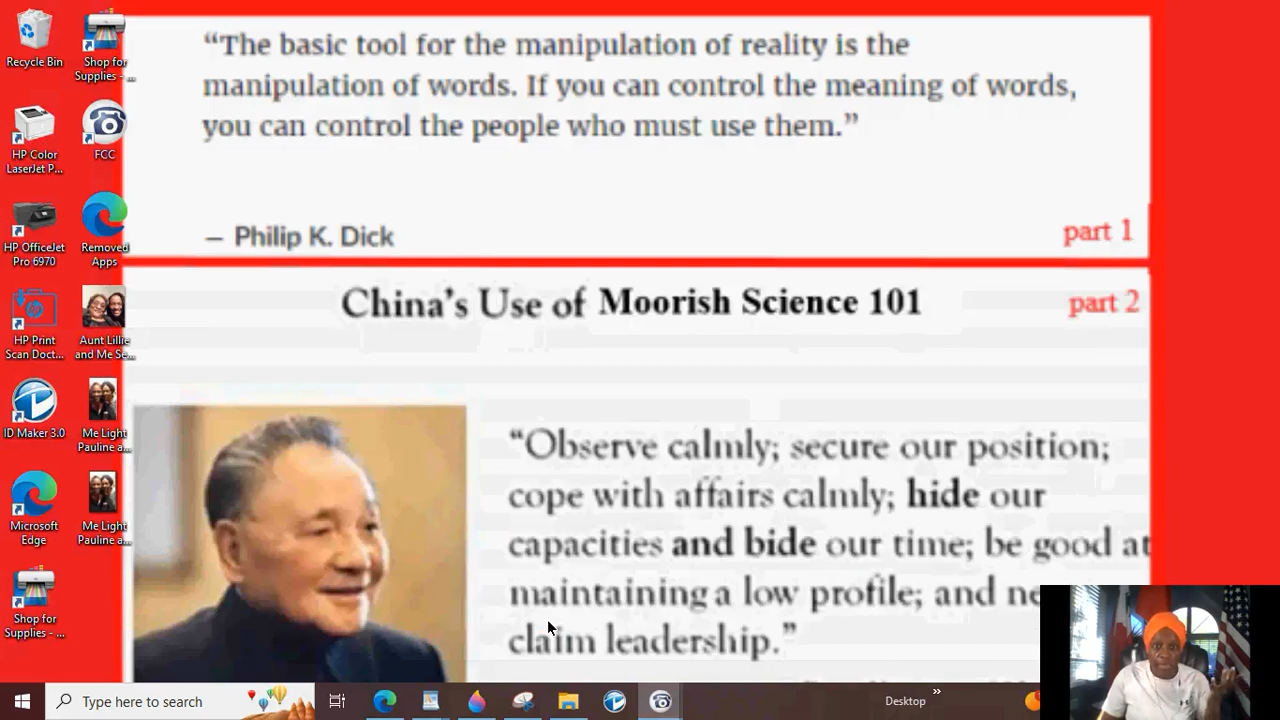 Recycle Bin
Shop for
Supplies - ...
HP Color
LaserJet P...
FCC
HP OfficeJet
Pro 6970
Removed
Apps
HP Print
Scan Doct...
Aunt Lillie
and Me Se...
ID Maker 3.0
Me Light
Pauline a...
Microsoft
Edge
Me Light
Pauline a...
Shop for
Supplies - ...
“The basic tool for the manipulation of reality is the
manipulation of words. If you can control the meaning of words,
you can control the people who must use them.”
– Philip K. Dick
part 1
China's Use of Moorish Science 101
part 2
“Observe calmly; secure our position;
cope with affairs calmly; hide our
capacities and bide our time; be good at
maintaining a low profile; and ne
claim leadership.”
Type here to search
Desktop